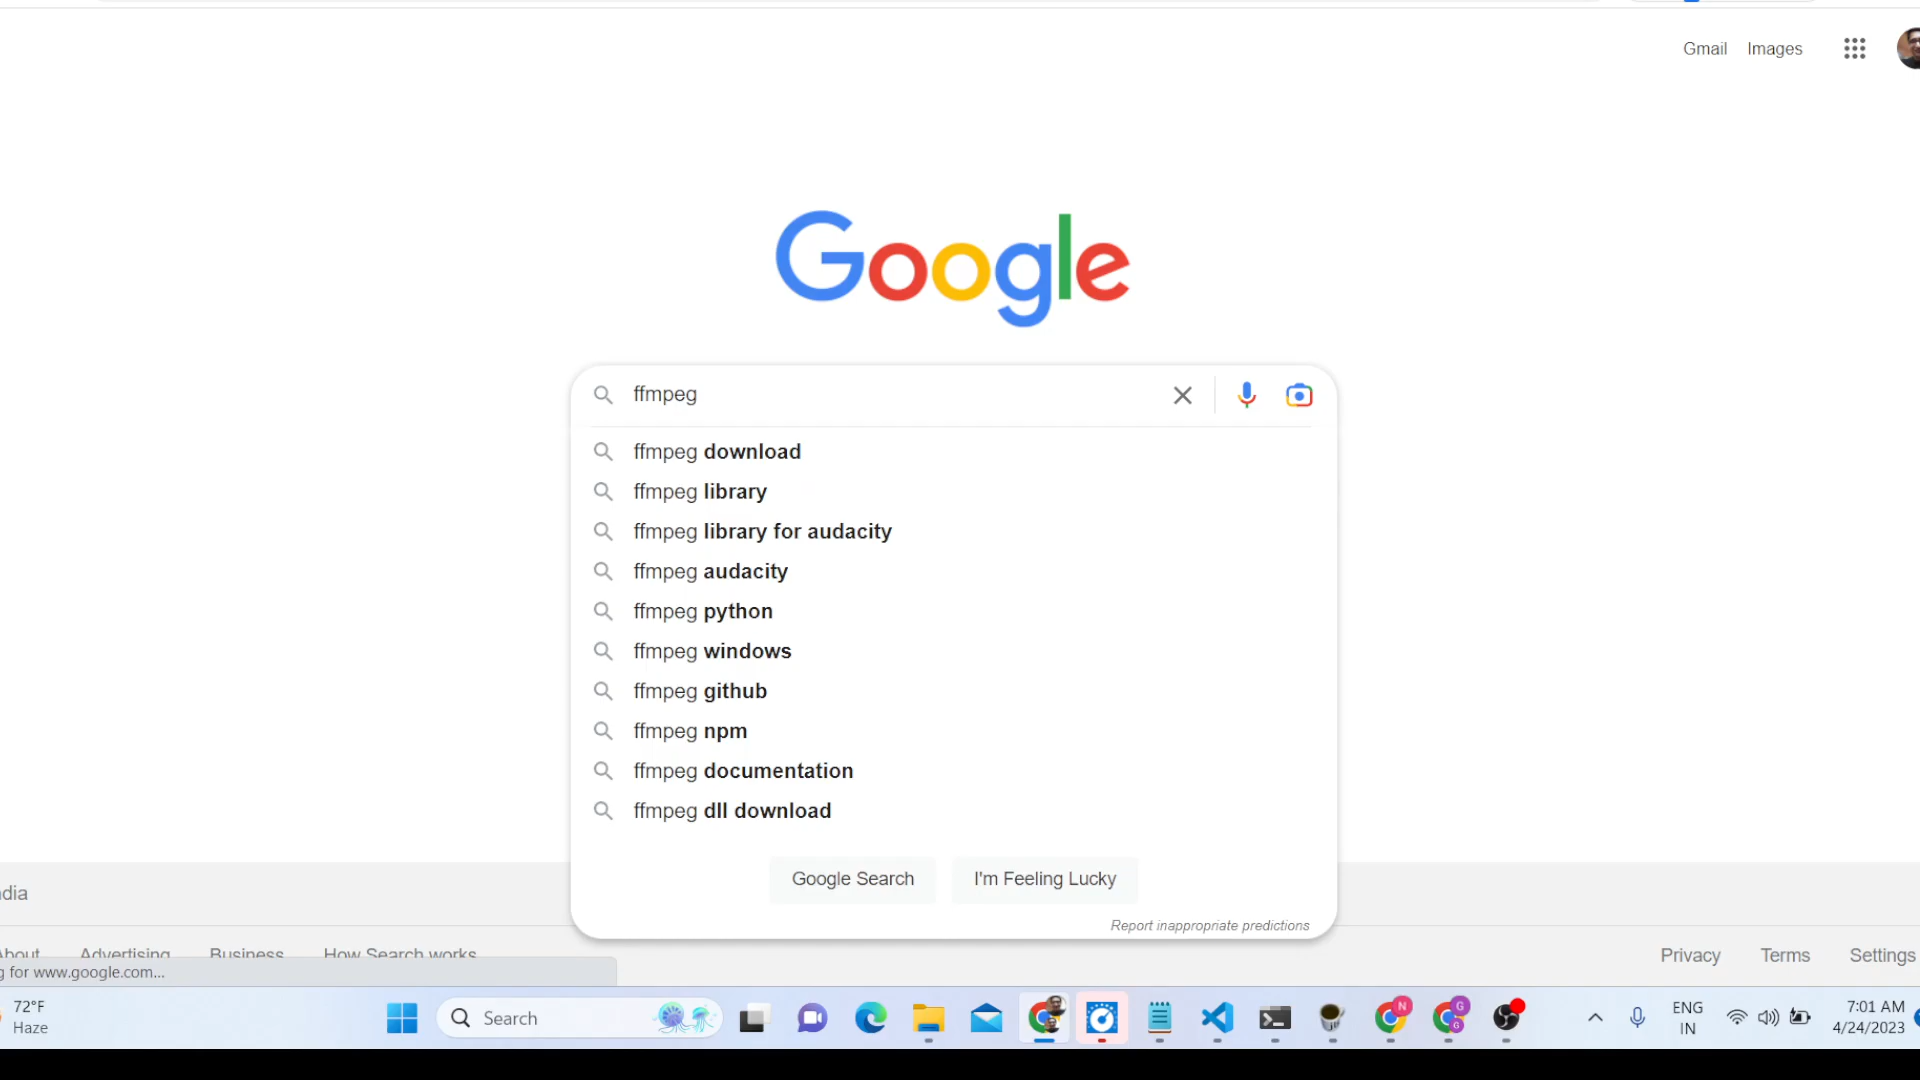 Gmail Images
Google
ffmpeg
ffmpeg download
ffmpeg library
ffmpeg library for audacity
ffmpeg audacity
ffmpeg python
ffmpeg windows
ffmpeg github
ffmpeg npm
ffmpeg documentation
ffmpeg dll download
Google Search I'm Feeling Lucky
Report inappropriate predictions
dia
About Advertising Business How Search works Privacy Terms Settings
g for www.google.com...
72°F
Haze
Search
N
G
G
ENG
IN
7:01 AM
4/24/2023